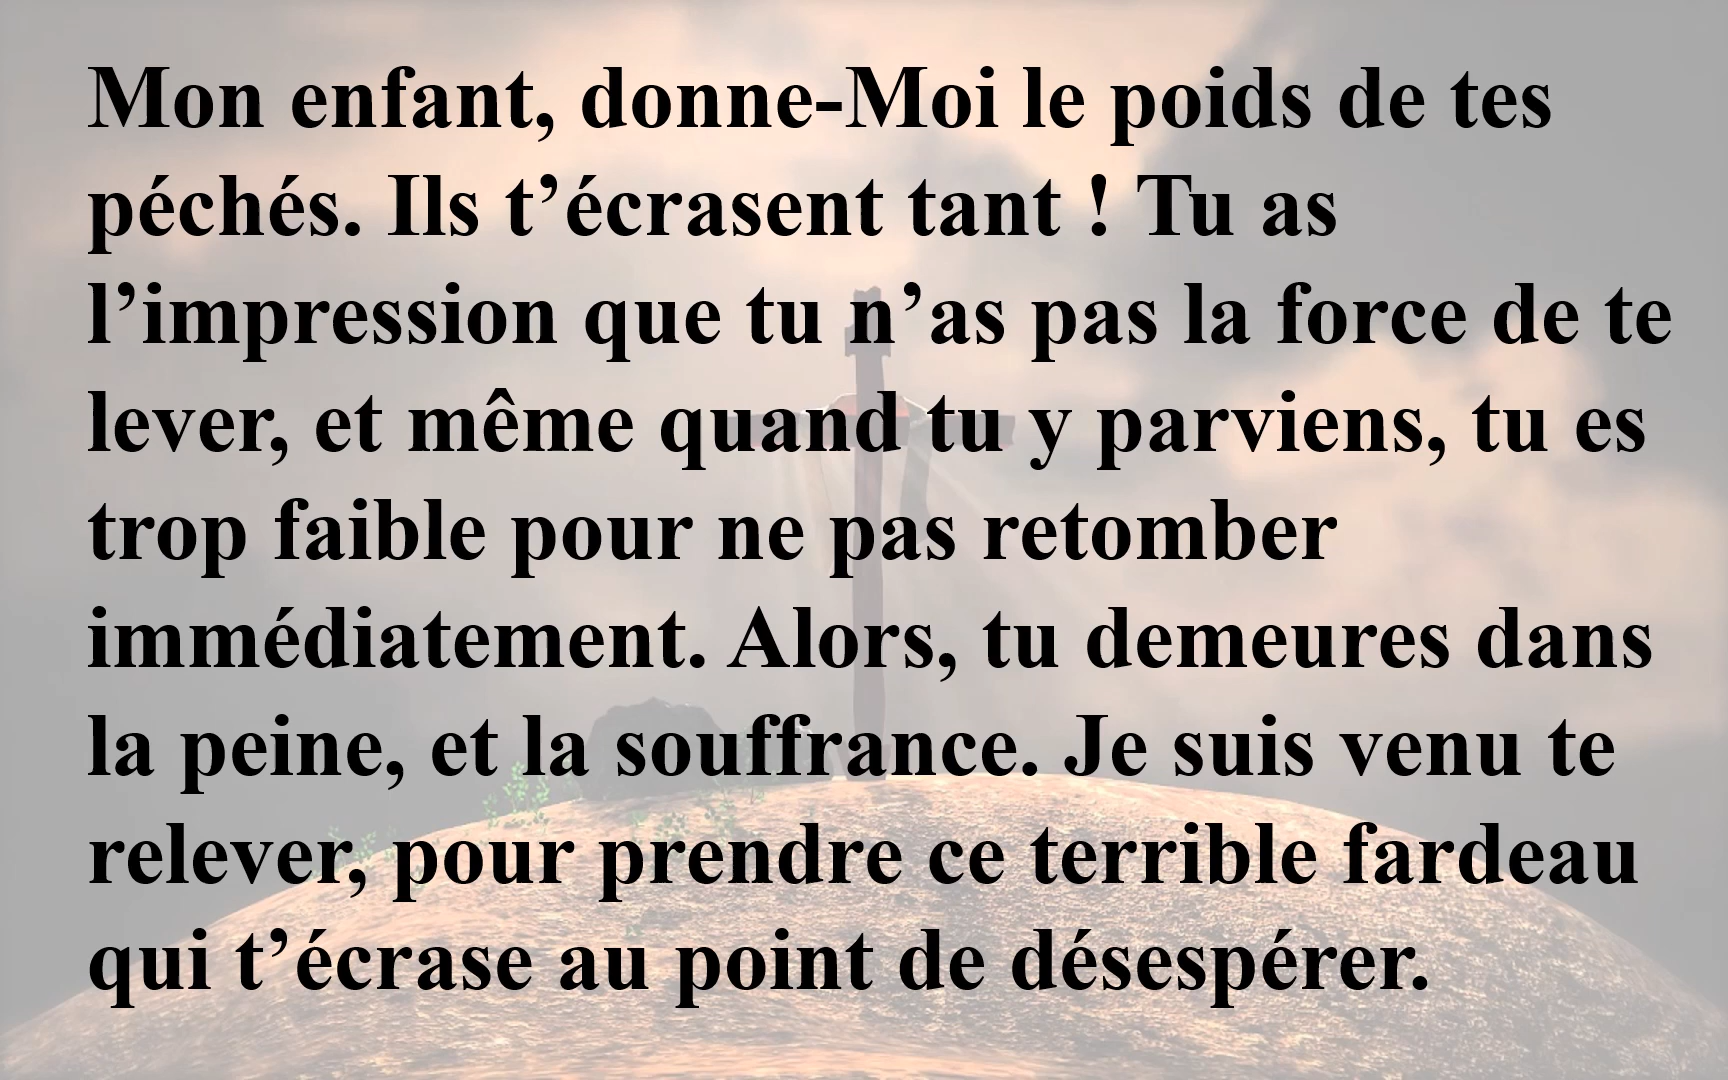 Mon enfant, donne-Moi le poids de tes
péchés. Ils t’écrasent tant ! Tu as
l’impression que tu n’as pas la force de te
lever, et même quand tu y parviens, tu es
trop faible pour ne pas retomber
immédiatement. Alors, tu demeures dans
la peine, et la souffrance. Je suis venu te
relever, pour prendre ce terrible fardeau
qui t’écrase au point de désespérer.